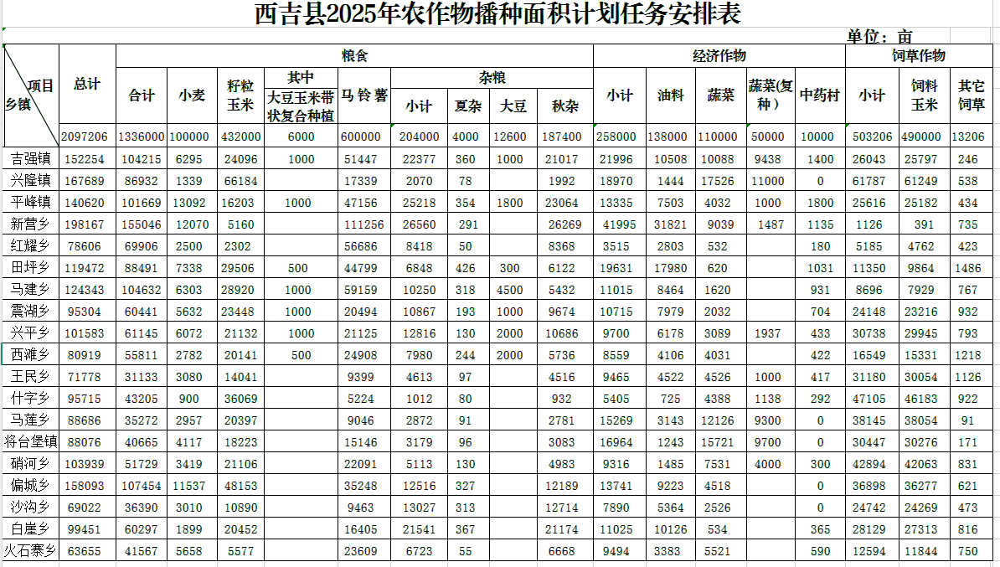 西吉县2025年农作物播种面积计划任务安排表
单位：亩
项目 乡镇 总计 粮食 经济作物 饲草作物
合计 小麦 籽粒玉米 其中 马铃薯 杂粮 小计 油料 蔬菜 蔬菜(复种) 中药村 小计 饲料玉米 其它饲草
大豆玉米带状复合种植 小计 夏杂 大豆 秋杂
2097206 1336000 100000 432000 6000 600000 204000 4000 12600 187400 258000 138000 110000 50000 10000 503206 490000 13206
吉强镇 152254 104215 6295 24096 1000 51447 22377 360 1000 21017 21996 10508 10088 9438 1400 26043 25797 246
兴隆镇 167689 86932 1339 66184 17339 2070 78 1992 18970 1444 17526 11000 0 61787 61249 538
平峰镇 140620 101669 13092 16203 1000 47156 25218 354 1800 23064 13335 7503 4032 1000 1800 25616 25182 434
新营乡 198167 155046 12070 5160 111256 26560 291 26269 41995 31821 9039 1487 1135 1126 391 735
红耀乡 78606 69906 2500 2302 56686 8418 50 8368 3515 2803 532 180 5185 4762 423
田坪乡 119472 88491 7338 29506 500 44799 6848 426 300 6122 19631 17980 620 1031 11350 9864 1486
马建乡 124343 104632 6303 28920 1000 59159 10250 318 4500 5432 11015 8464 1620 931 8696 7929 767
震湖乡 95304 60441 5632 23448 1000 20494 10867 193 1000 9674 10715 7979 2032 704 24148 23216 932
兴平乡 101583 61145 6072 21132 1000 21125 12816 130 2000 10686 9700 6178 3089 1937 433 30738 29945 793
西滩乡 80919 55811 2782 20141 500 24908 7980 244 2000 5736 8559 4106 4031 422 16549 15331 1218
王民乡 71778 31133 3080 14041 9399 4613 97 4516 9465 4522 4526 1000 417 31180 30054 1126
什字乡 95715 43205 900 36069 5224 1012 80 932 5405 725 4388 1138 292 47105 46183 922
马莲乡 88686 35272 2957 20397 9046 2872 91 2781 15269 3143 12126 9300 0 38145 38054 91
将台堡镇 88076 40665 4117 18223 15146 3179 96 3083 16964 1243 15721 9700 0 30447 30276 171
硝河乡 103939 51729 3419 21106 22091 5113 130 4983 9316 1485 7531 4000 300 42894 42063 831
偏城乡 158093 107454 11537 48153 35248 12516 327 12189 13741 9223 4518 0 36898 36277 621
沙沟乡 69022 36390 3010 10890 9463 13027 313 12714 7890 5364 2526 0 24742 24269 473
白崖乡 99451 60297 1899 20452 16405 21541 367 21174 11025 10126 534 365 28129 27313 816
火石寨乡 63655 41567 5658 5577 23609 6723 55 6668 9494 3383 5521 590 12594 11844 750